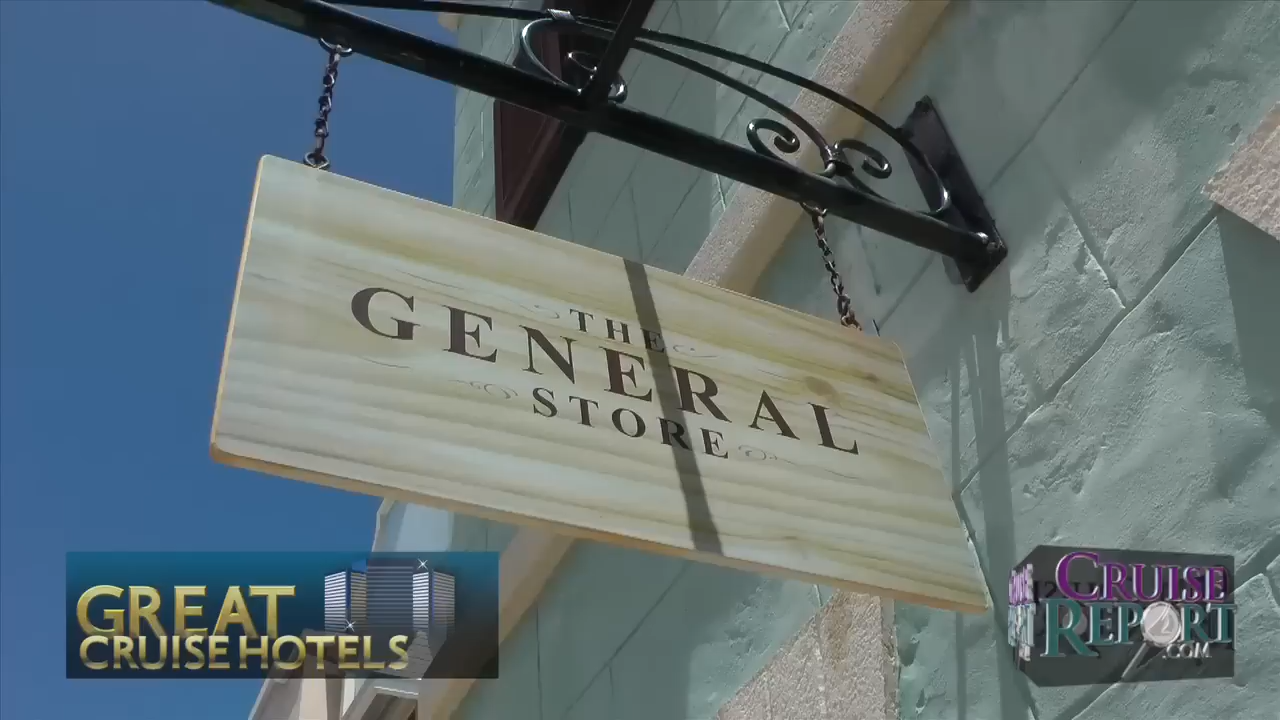 THE
GENERAL
STORE
GREAT
CRUISE HOTELS
CRUISE
REPORT
.COM